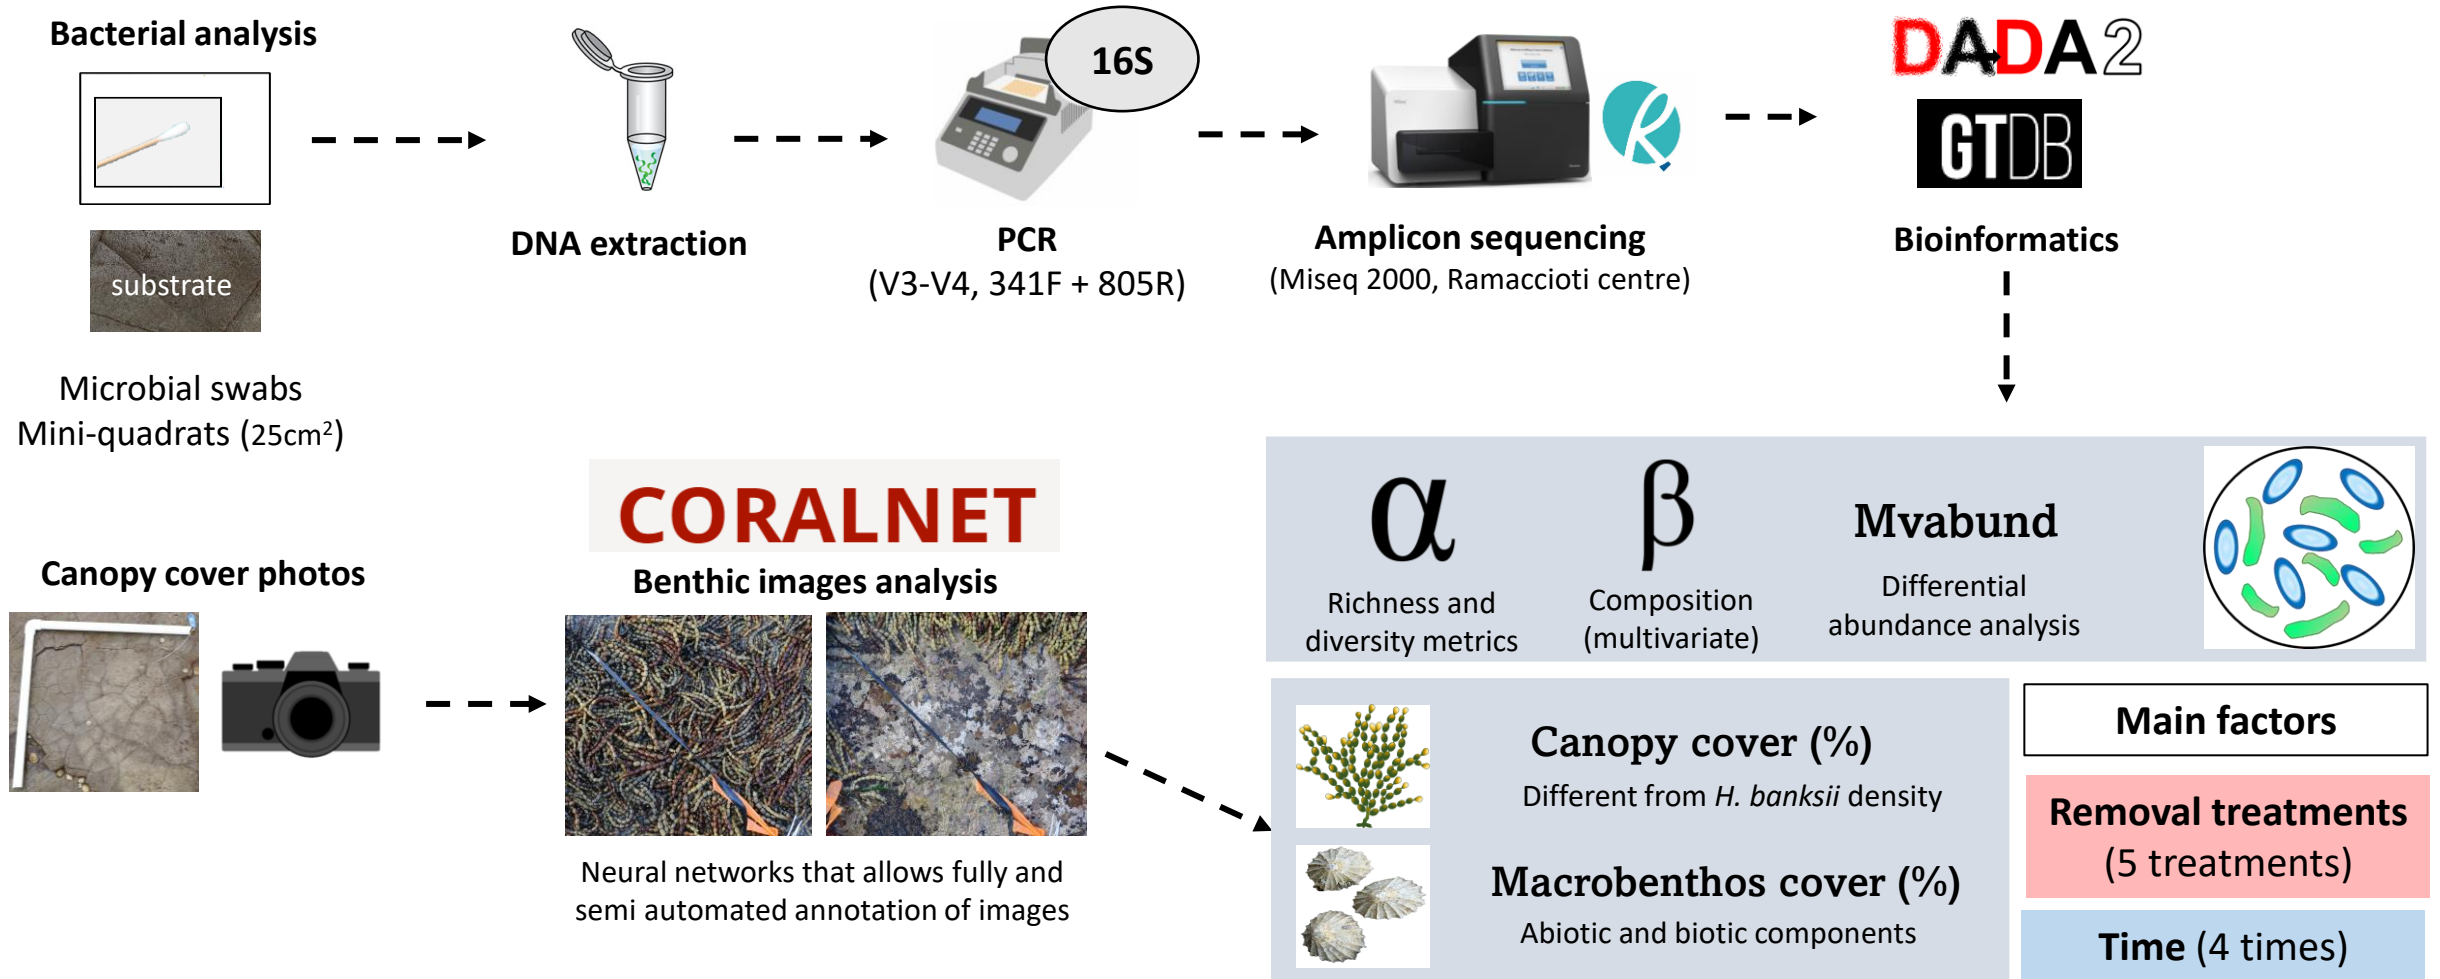 Bacterial analysis
substrate
Microbial swabs
Mini-quadrats (25cm²)
DNA extraction
16S
PCR
(V3-V4, 341F + 805R)
Amplicon sequencing
(Miseq 2000, Ramaccioti centre)
DADA2
GTDB
Bioinformatics
Canopy cover photos
CORALNET
Benthic images analysis
Neural networks that allows fully and
semi automated annotation of images
α
Richness and
diversity metrics
β
Composition
(multivariate)
Mvabund
Differential
abundance analysis
Canopy cover (%)
Different from H. banksii density
Macrobenthos cover (%)
Abiotic and biotic components
Main factors
Removal treatments
(5 treatments)
Time (4 times)